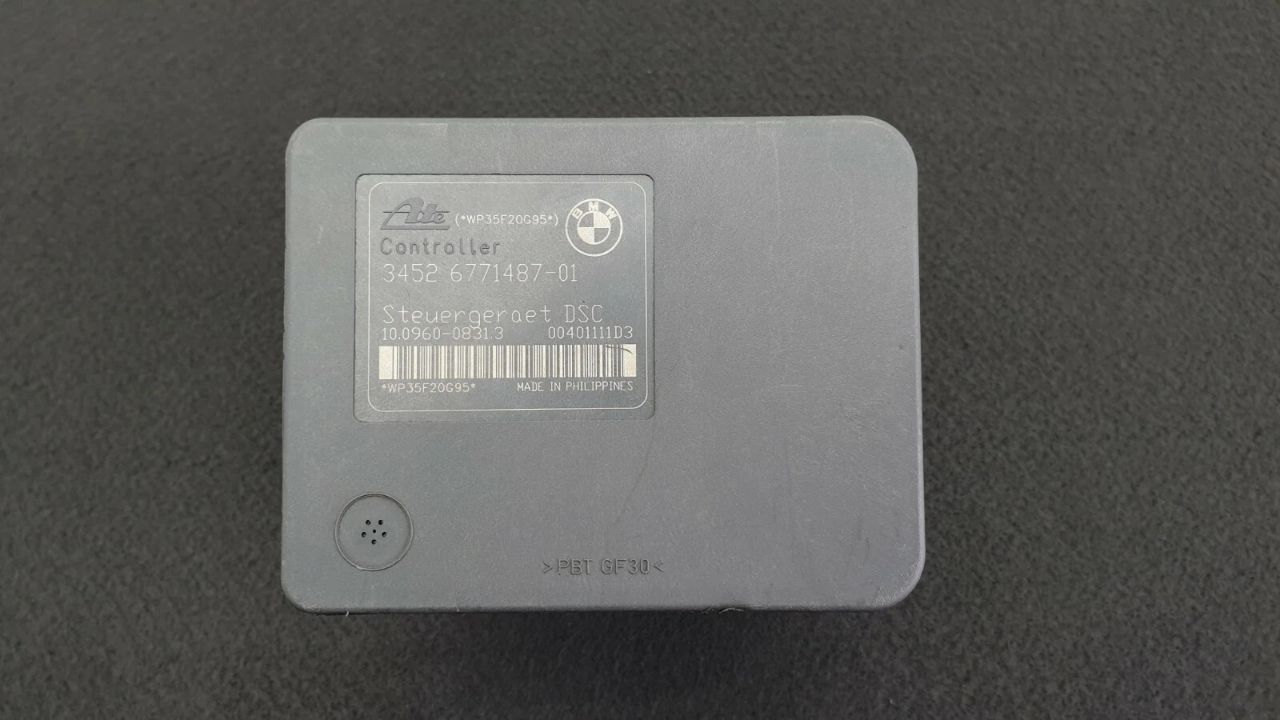 Ate (*WP35F20G95*) BMW
Controller
3452 6771487-01
Steuergeraet DSC
10.0960-0831.3 00401111D3
*WP35F20G95* MADE IN PHILIPPINES
>PBT GF30<